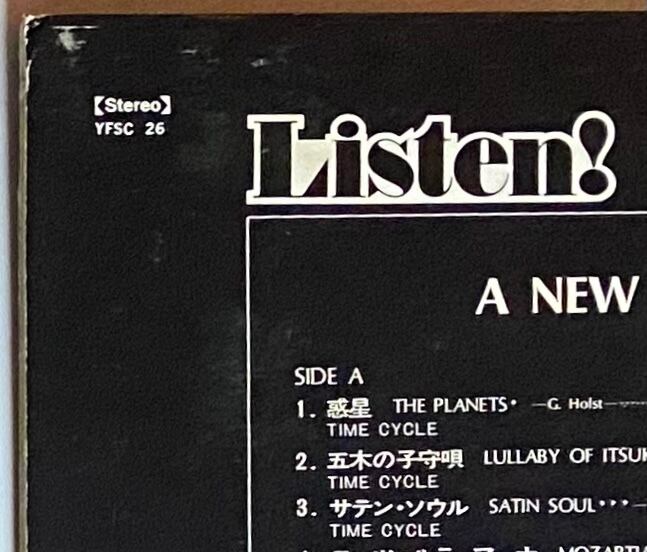 【Stereo】
YFSC 26
Listen!
A NEW
SIDE A
1. 惑星 THE PLANETS・ —G. Holst—
TIME CYCLE
2. 五木の子守唄 LULLABY OF
TIME CYCLE
3. サテン・ソウル SATIN SOUL・・・—
TIME CYCLE